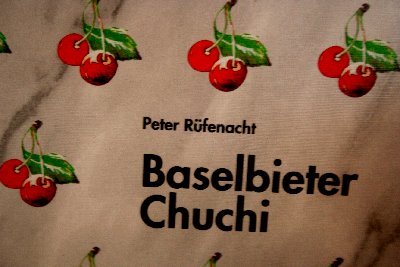 Peter Rüfenacht
Baselbieter
Chuchi